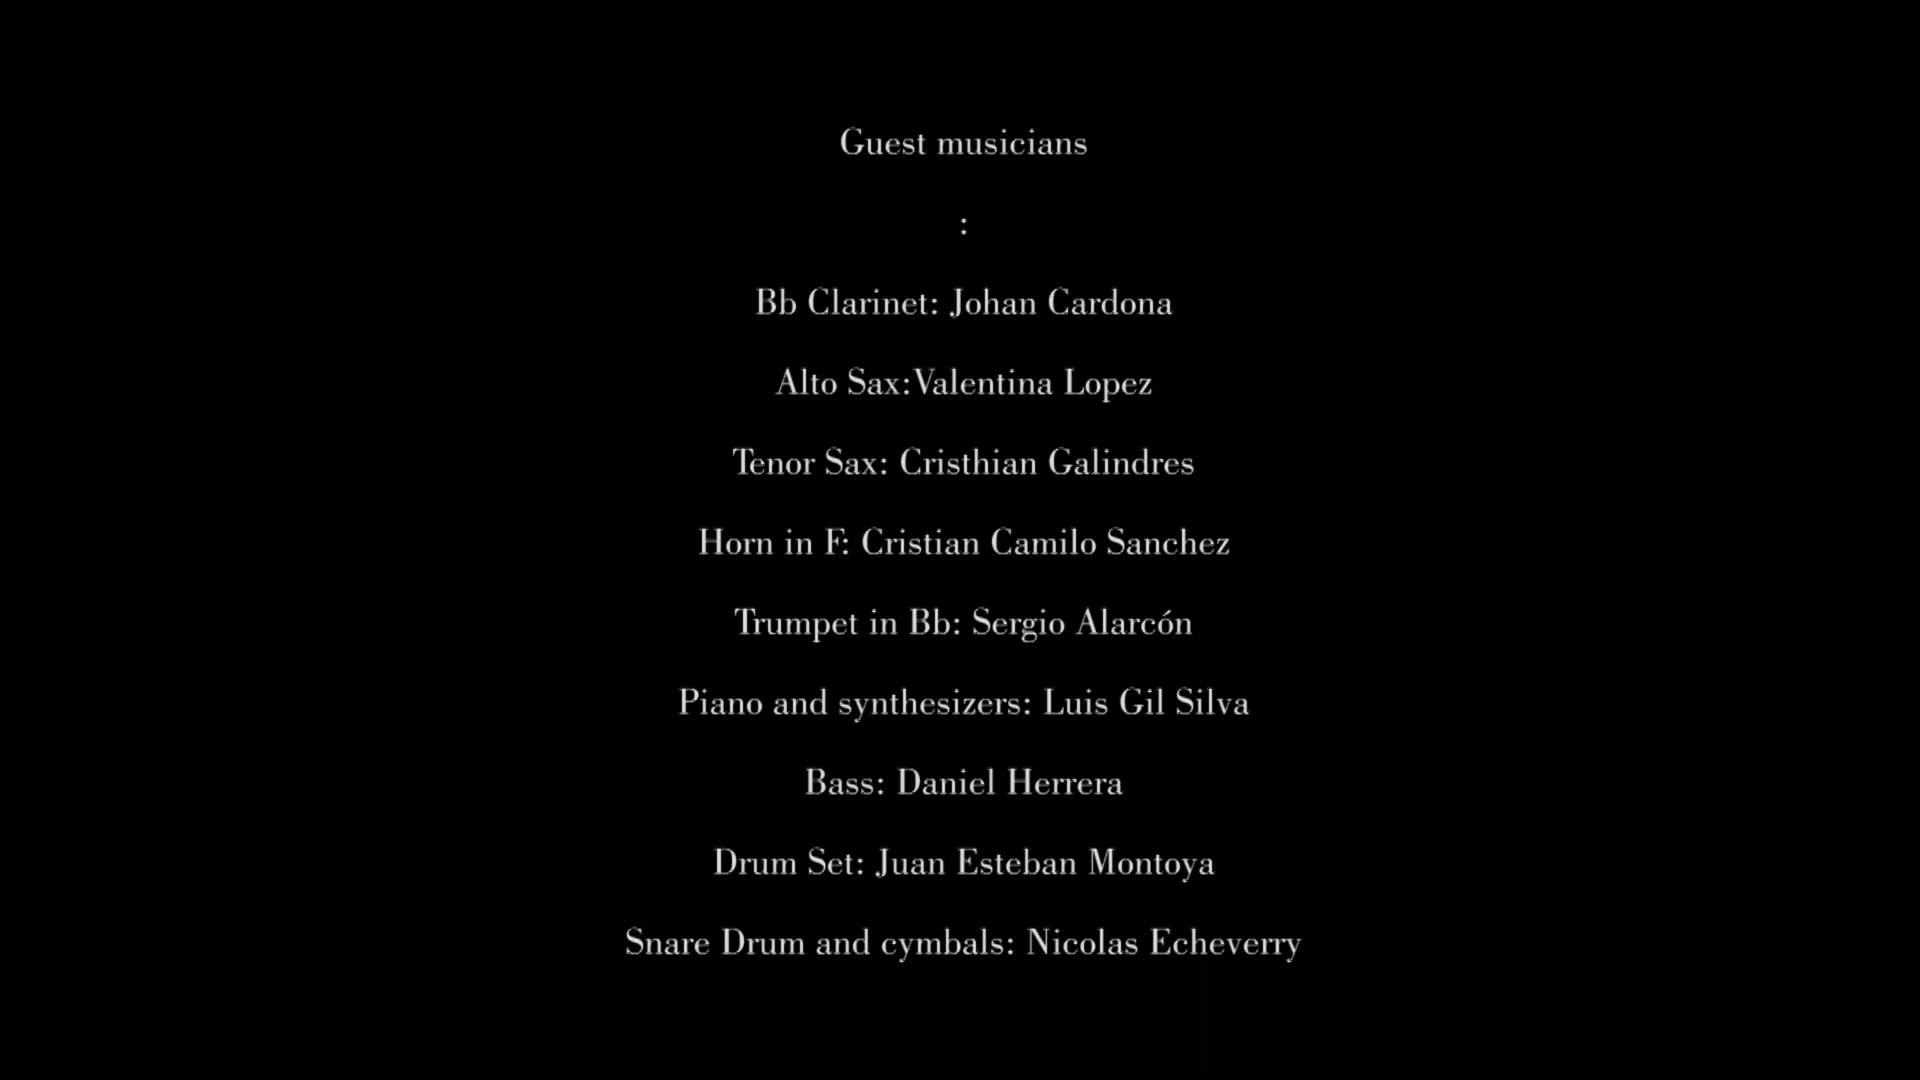 Guest musicians
:
Bb Clarinet: Johan Cardona
Alto Sax:Valentina Lopez
Tenor Sax: Cristhian Galindres
Horn in F: Cristian Camilo Sanchez
Trumpet in Bb: Sergio Alarcón
Piano and synthesizers: Luis Gil Silva
Bass: Daniel Herrera
Drum Set: Juan Esteban Montoya
Snare Drum and cymbals: Nicolas Echeverry